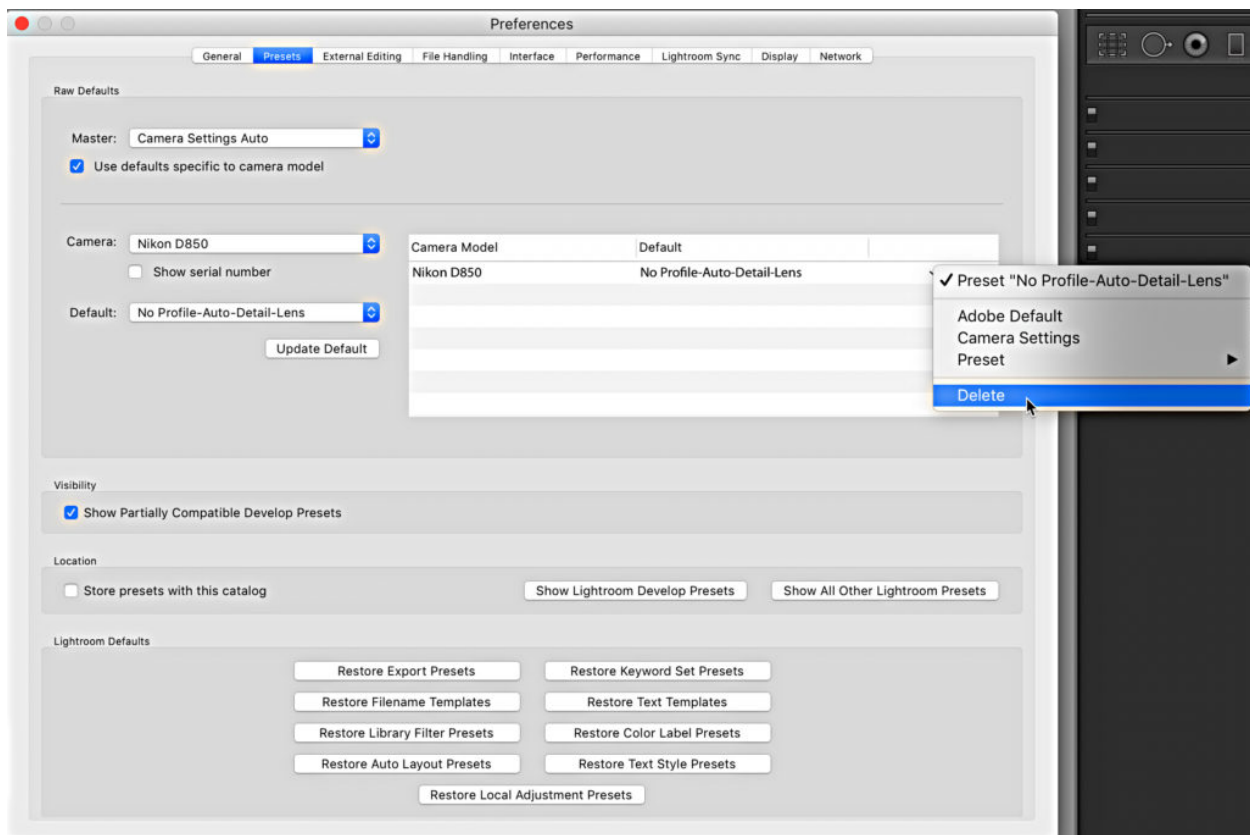 Preferences
General Presets External Editing File Handling Interface Performance Lightroom Sync Display Network
Raw Defaults
Master: Camera Settings Auto
Use defaults specific to camera model
Camera: Nikon D850
Show serial number
Default: No Profile-Auto-Detail-Lens
Update Default
Camera Model Default
Nikon D850 No Profile-Auto-Detail-Lens
Preset "No Profile-Auto-Detail-Lens"
Adobe Default
Camera Settings
Preset
Delete
Visibility
Show Partially Compatible Develop Presets
Location
Store presets with this catalog Show Lightroom Develop Presets Show All Other Lightroom Presets
Lightroom Defaults
Restore Export Presets Restore Keyword Set Presets
Restore Filename Templates Restore Text Templates
Restore Library Filter Presets Restore Color Label Presets
Restore Auto Layout Presets Restore Text Style Presets
Restore Local Adjustment Presets